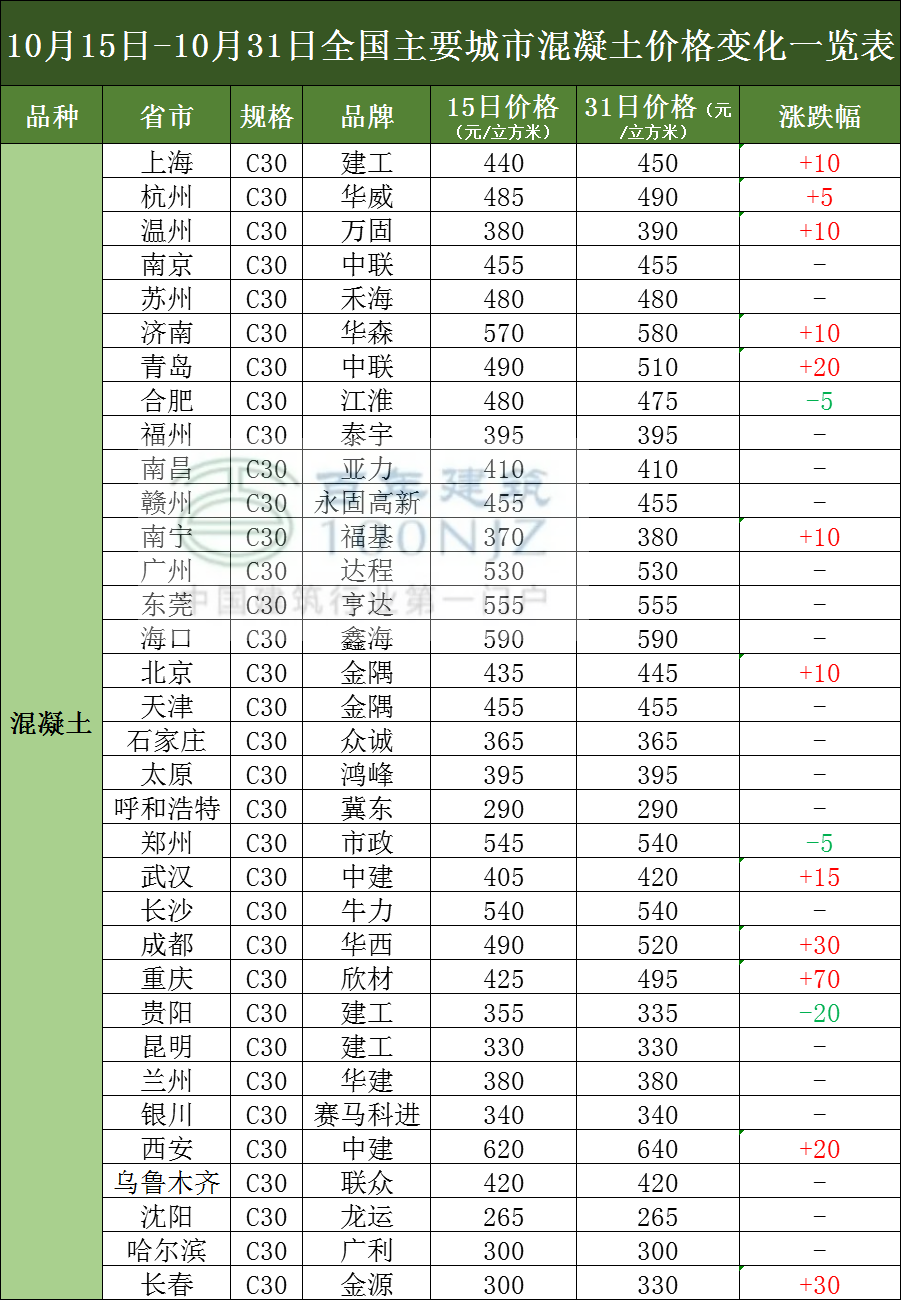 10月15日-10月31日全国主要城市混凝土价格变化一览表
品种 省市 规格 品牌 15日价格（元/立方米） 31日价格（元/立方米） 涨跌幅
混凝土
上海 C30 建工 440 450 +10
杭州 C30 华威 485 490 +5
温州 C30 万固 380 390 +10
南京 C30 中联 455 455 -
苏州 C30 禾海 480 480 -
济南 C30 华森 570 580 +10
青岛 C30 中联 490 510 +20
合肥 C30 江淮 480 475 -5
福州 C30 泰宇 395 395 -
南昌 C30 亚力 410 410 -
赣州 C30 永固高新 455 455 -
南宁 C30 福基 370 380 +10
广州 C30 达程 530 530 -
东莞 C30 亨达 555 555 -
海口 C30 鑫海 590 590 -
北京 C30 金隅 435 445 +10
天津 C30 金隅 455 455 -
石家庄 C30 众诚 365 365 -
太原 C30 鸿峰 395 395 -
呼和浩特 C30 冀东 290 290 -
郑州 C30 市政 545 540 -5
武汉 C30 中建 405 420 +15
长沙 C30 牛力 540 540 -
成都 C30 华西 490 520 +30
重庆 C30 欣材 425 495 +70
贵阳 C30 建工 355 335 -20
昆明 C30 建工 330 330 -
兰州 C30 华建 380 380 -
银川 C30 赛马科进 340 340 -
西安 C30 中建 620 640 +20
乌鲁木齐 C30 联众 420 420 -
沈阳 C30 龙运 265 265 -
哈尔滨 C30 广利 300 300 -
长春 C30 金源 300 330 +30
百年建筑
100NJZ
中国建筑行业第一门户